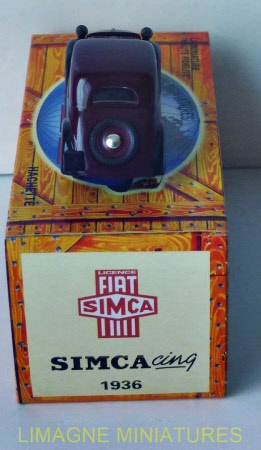 HACHETTE
LICENCE
FIAT
SIMCA
SIMCA cinq
1936
LIMAGNE MINIATURES